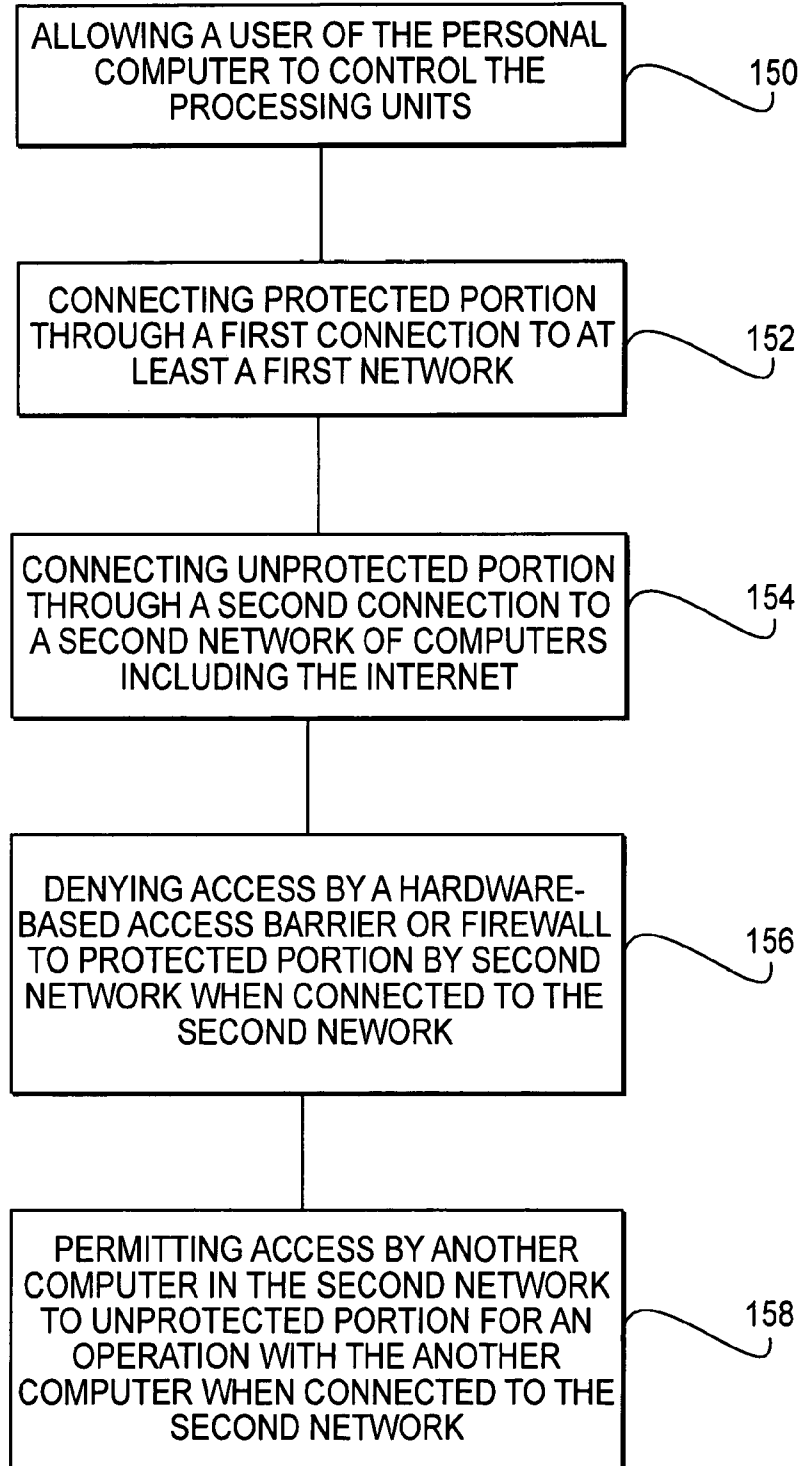 ALLOWING A USER OF THE PERSONAL
COMPUTER TO CONTROL THE
PROCESSING UNITS
150
CONNECTING PROTECTED PORTION
THROUGH A FIRST CONNECTION TO AT
LEAST A FIRST NETWORK
152
CONNECTING UNPROTECTED PORTION
THROUGH A SECOND CONNECTION TO
A SECOND NETWORK OF COMPUTERS
INCLUDING THE INTERNET
154
DENYING ACCESS BY A HARDWARE-
BASED ACCESS BARRIER OR FIREWALL
TO PROTECTED PORTION BY SECOND
NETWORK WHEN CONNECTED TO THE
SECOND NEWORK
156
PERMITTING ACCESS BY ANOTHER
COMPUTER IN THE SECOND NETWORK
TO UNPROTECTED PORTION FOR AN
OPERATION WITH THE ANOTHER
COMPUTER WHEN CONNECTED TO THE
SECOND NETWORK
158